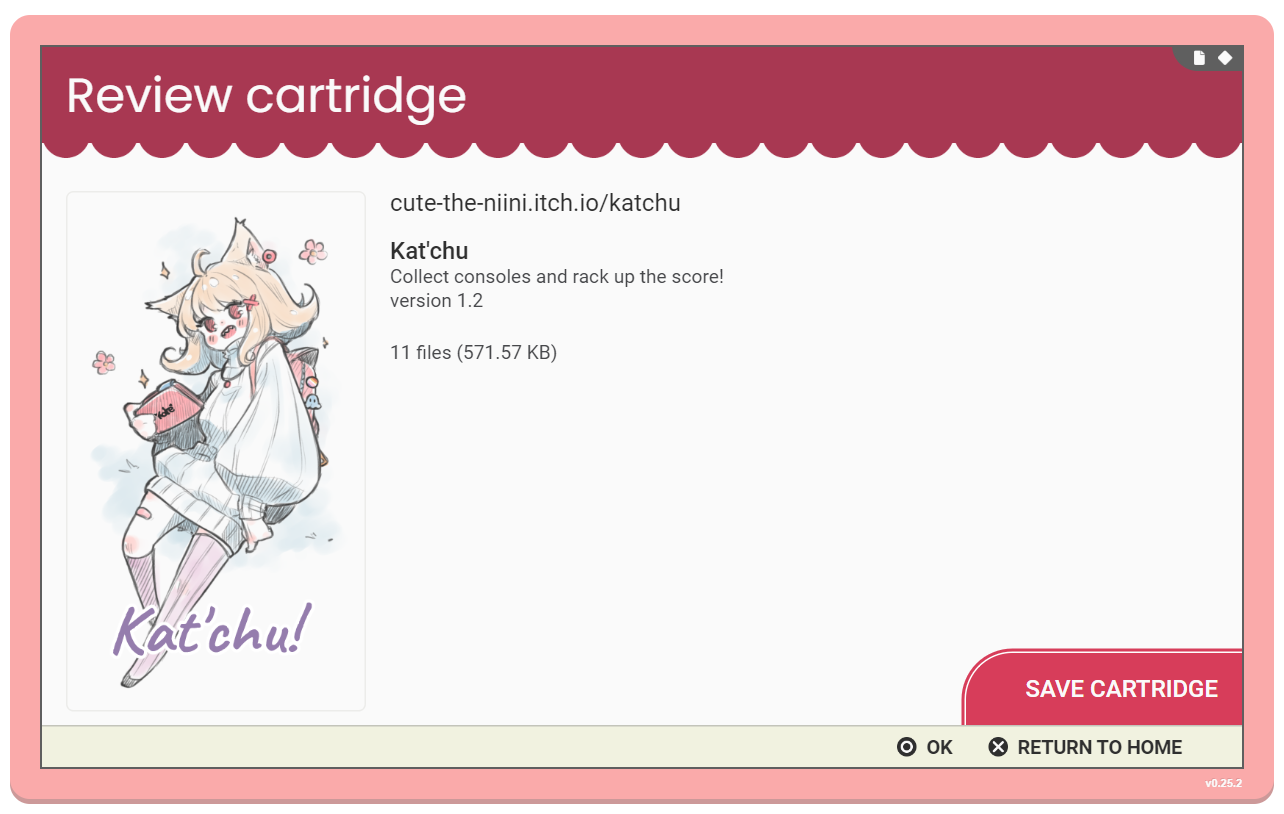 Review cartridge
cute-the-niini.itch.io/katchu
Kat'chu
Collect consoles and rack up the score!
version 1.2
11 files (571.57 KB)
Kat'chu!
SAVE CARTRIDGE
OK
RETURN TO HOME
v0.25.2